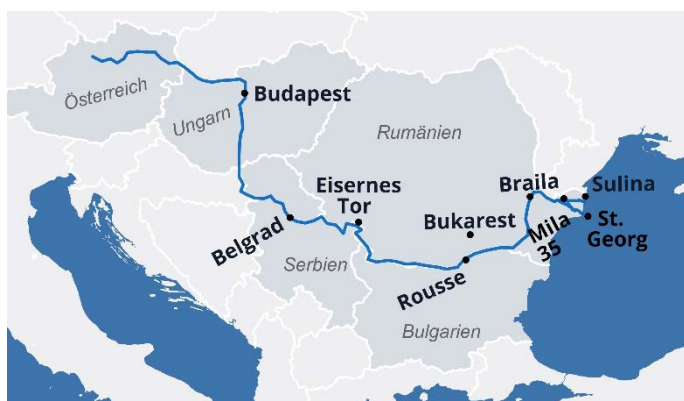 Österreich
Budapest
Ungarn
Rumänien
Eisernes
Tor
Braila
Sulina
Belgrad
Bukarest
Mila
35
St.
Georg
Serbien
Rousse
Bulgarien